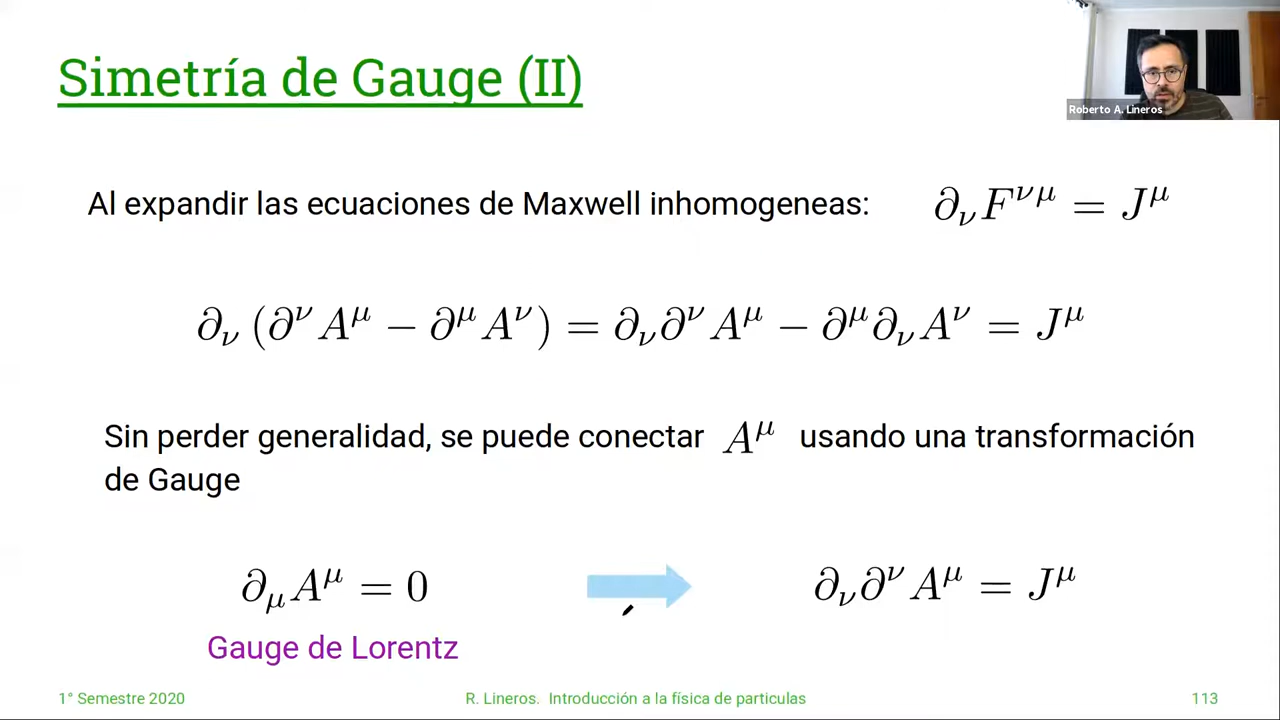 Simetría de Gauge (II)
Roberto A. Lineros
Al expandir las ecuaciones de Maxwell inhomogeneas: ∂_ν F^{νμ} = J^μ
∂_ν (∂^ν A^μ − ∂^μ A^ν) = ∂_ν ∂^ν A^μ − ∂^μ ∂_ν A^ν = J^μ
Sin perder generalidad, se puede conectar A^μ usando una transformación
de Gauge
∂_μ A^μ = 0 ∂_ν ∂^ν A^μ = J^μ
Gauge de Lorentz
1° Semestre 2020 R. Lineros. Introducción a la física de particulas 113